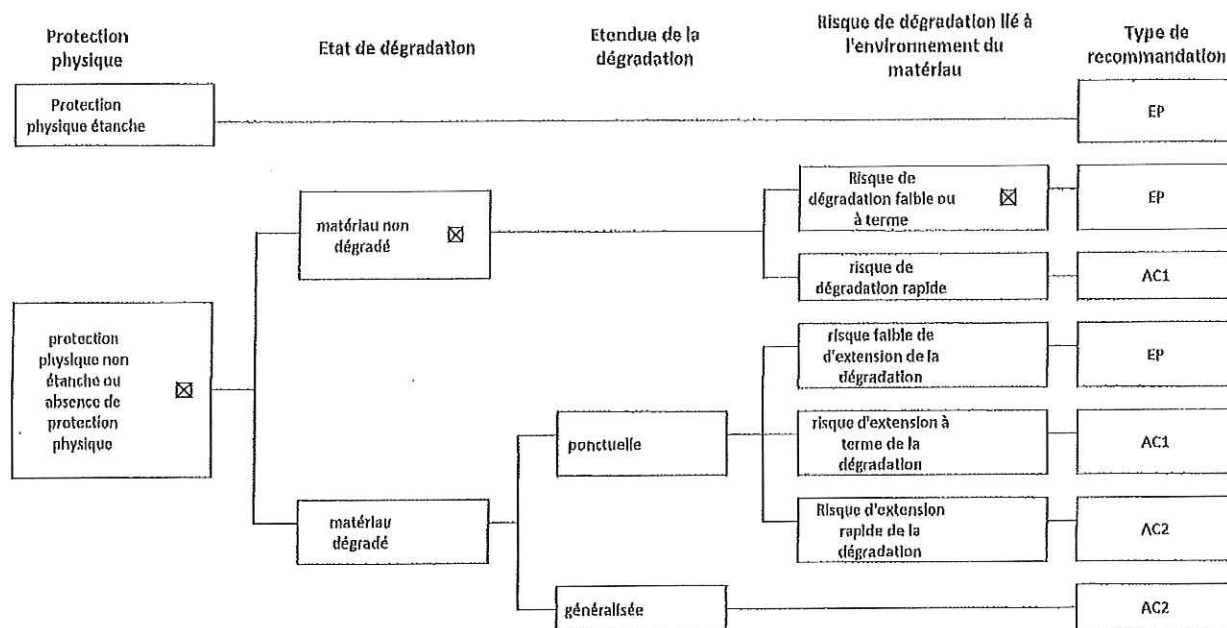 Protection
physique
Etat de dégradation
Etendue de la
dégradation
Risque de dégradation lié à
l'environnement du
matériau
Type de
recommandation
Protection
physique étanche
EP
matériau non
dégradé
Risque de
dégradation faible ou
à terme
EP
risque de
dégradation rapide
AC1
protection
physique non
étanche ou
absence de
protection
physique
risque faible de
d'extension de la
dégradation
EP
ponctuelle
risque d'extension à
terme de la
dégradation
AC1
matériau
dégradé
Risque d'extension
rapide de la
dégradation
AC2
généralisée
AC2